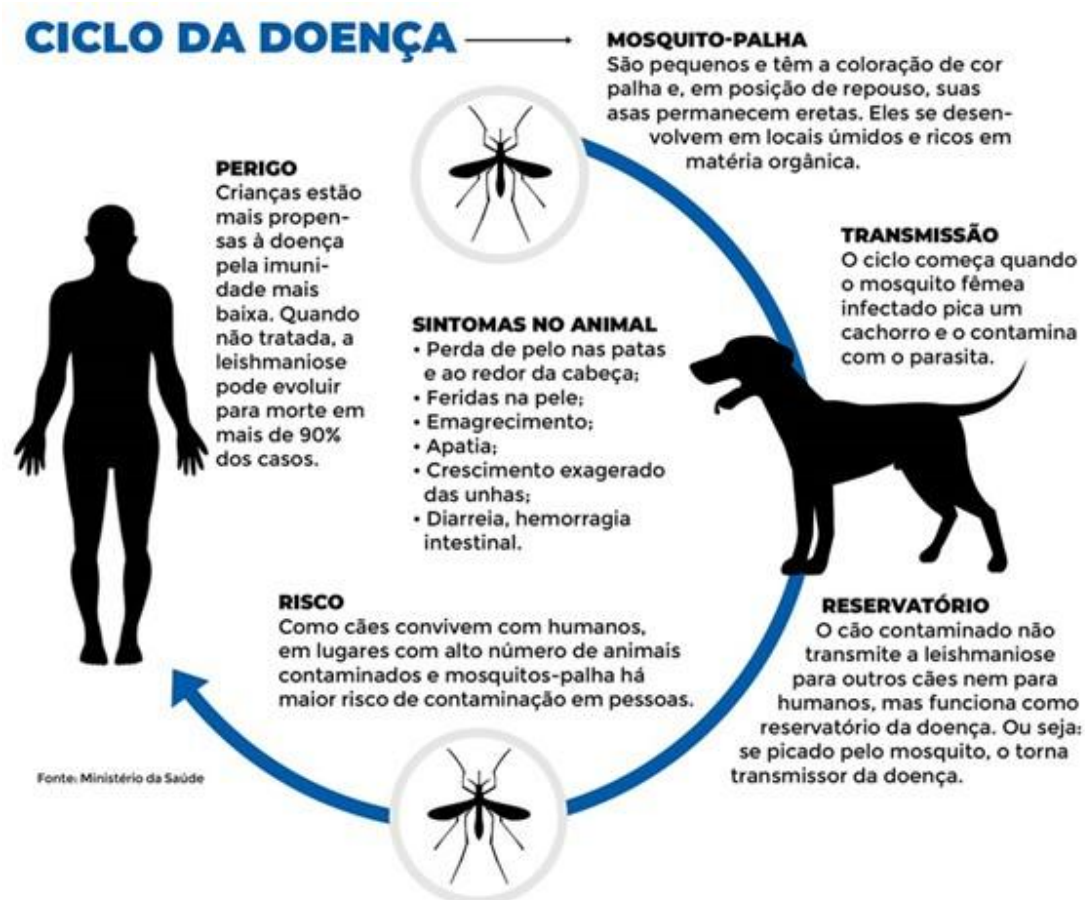 CICLO DA DOENÇA
MOSQUITO-PALHA
São pequenos e têm a coloração de cor
palha e, em posição de repouso, suas
asas permanecem eretas. Eles se desen-
volvem em locais úmidos e ricos em
matéria orgânica.
PERIGO
Crianças estão
mais propen-
sas à doença
pela imuni-
dade mais
baixa. Quando
não tratada, a
leishmaniose
pode evoluir
para morte em
mais de 90%
dos casos.
TRANSMISSÃO
O ciclo começa quando
o mosquito fêmea
infectado pica um
cachorro e o contamina
com o parasita.
SINTOMAS NO ANIMAL
• Perda de pelo nas patas
e ao redor da cabeça;
• Feridas na pele;
• Emagrecimento;
• Apatia;
• Crescimento exagerado
das unhas;
• Diarreia, hemorragia
intestinal.
RISCO
Como cães convivem com humanos,
em lugares com alto número de animais
contaminados e mosquitos-palha há
maior risco de contaminação em pessoas.
RESERVATÓRIO
O cão contaminado não
transmite a leishmaniose
para outros cães nem para
humanos, mas funciona como
reservatório da doença. Ou seja:
se picado pelo mosquito, o torna
transmissor da doença.
Fonte: Ministério da Saúde